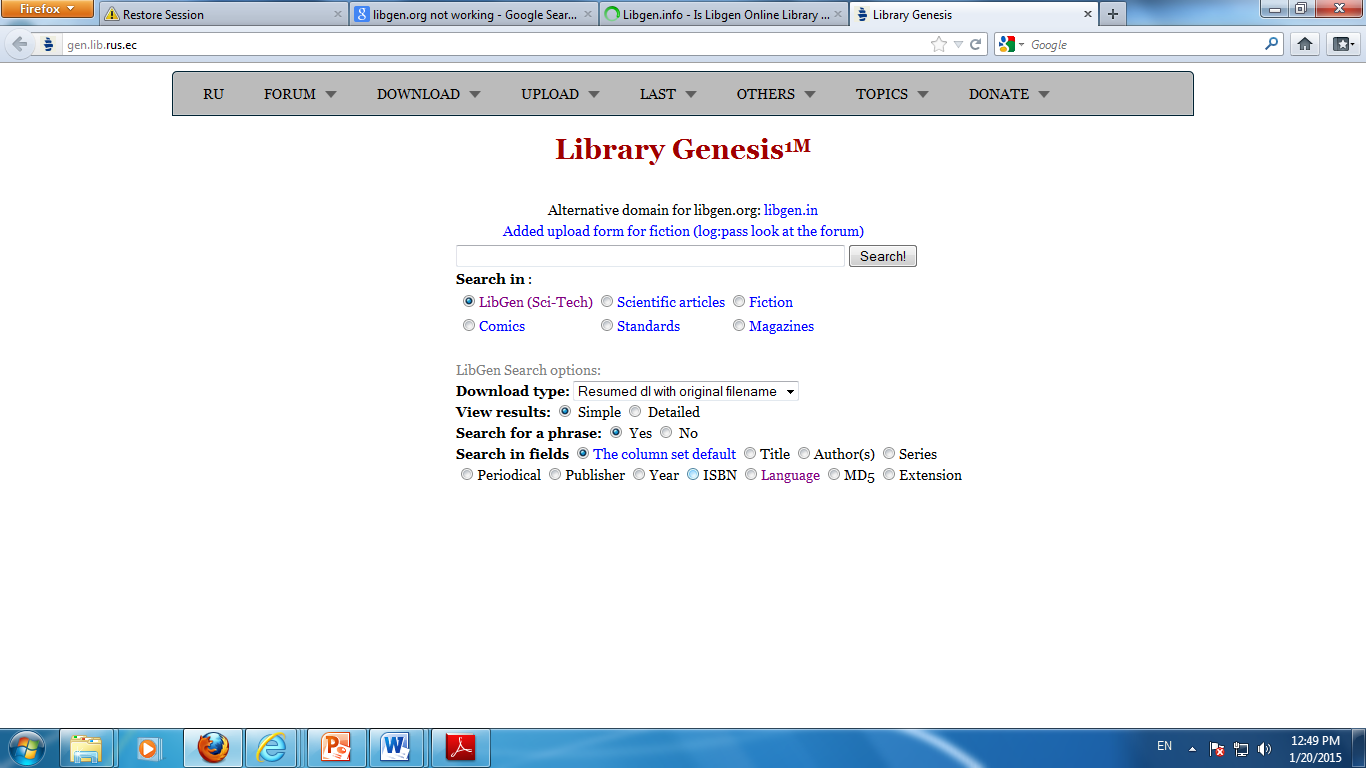 Firefox
Restore Session
libgen.org not working - Google Sear...
Libgen.info - Is Libgen Online Library ...
Library Genesis
gen.lib.rus.ec
Google
RU FORUM DOWNLOAD UPLOAD LAST OTHERS TOPICS DONATE
Library Genesis1M
Alternative domain for libgen.org: libgen.in
Added upload form for fiction (log:pass look at the forum)
Search!
Search in :
LibGen (Sci-Tech) Scientific articles Fiction
Comics Standards Magazines
LibGen Search options:
Download type: Resumed dl with original filename
View results: Simple Detailed
Search for a phrase: Yes No
Search in fields The column set default Title Author(s) Series
Periodical Publisher Year ISBN Language MD5 Extension
EN
12:49 PM
1/20/2015